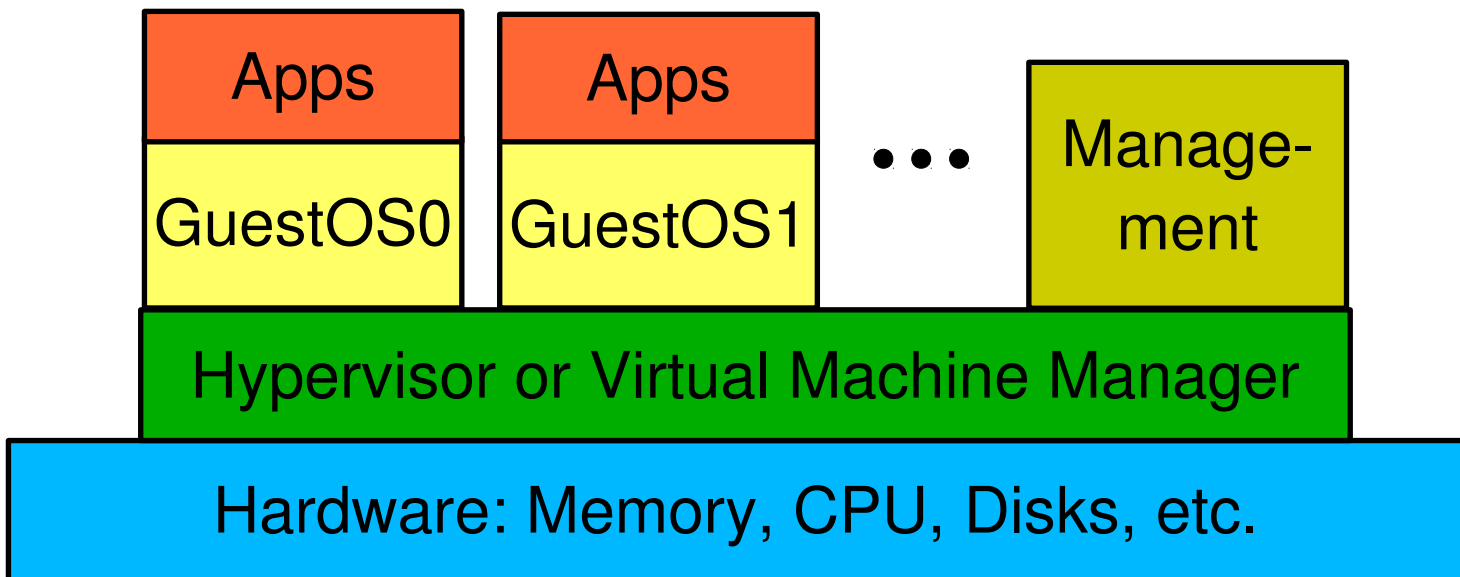 Apps
Apps
GuestOS0
GuestOS1
...
Manage-
ment
Hypervisor or Virtual Machine Manager
Hardware: Memory, CPU, Disks, etc.